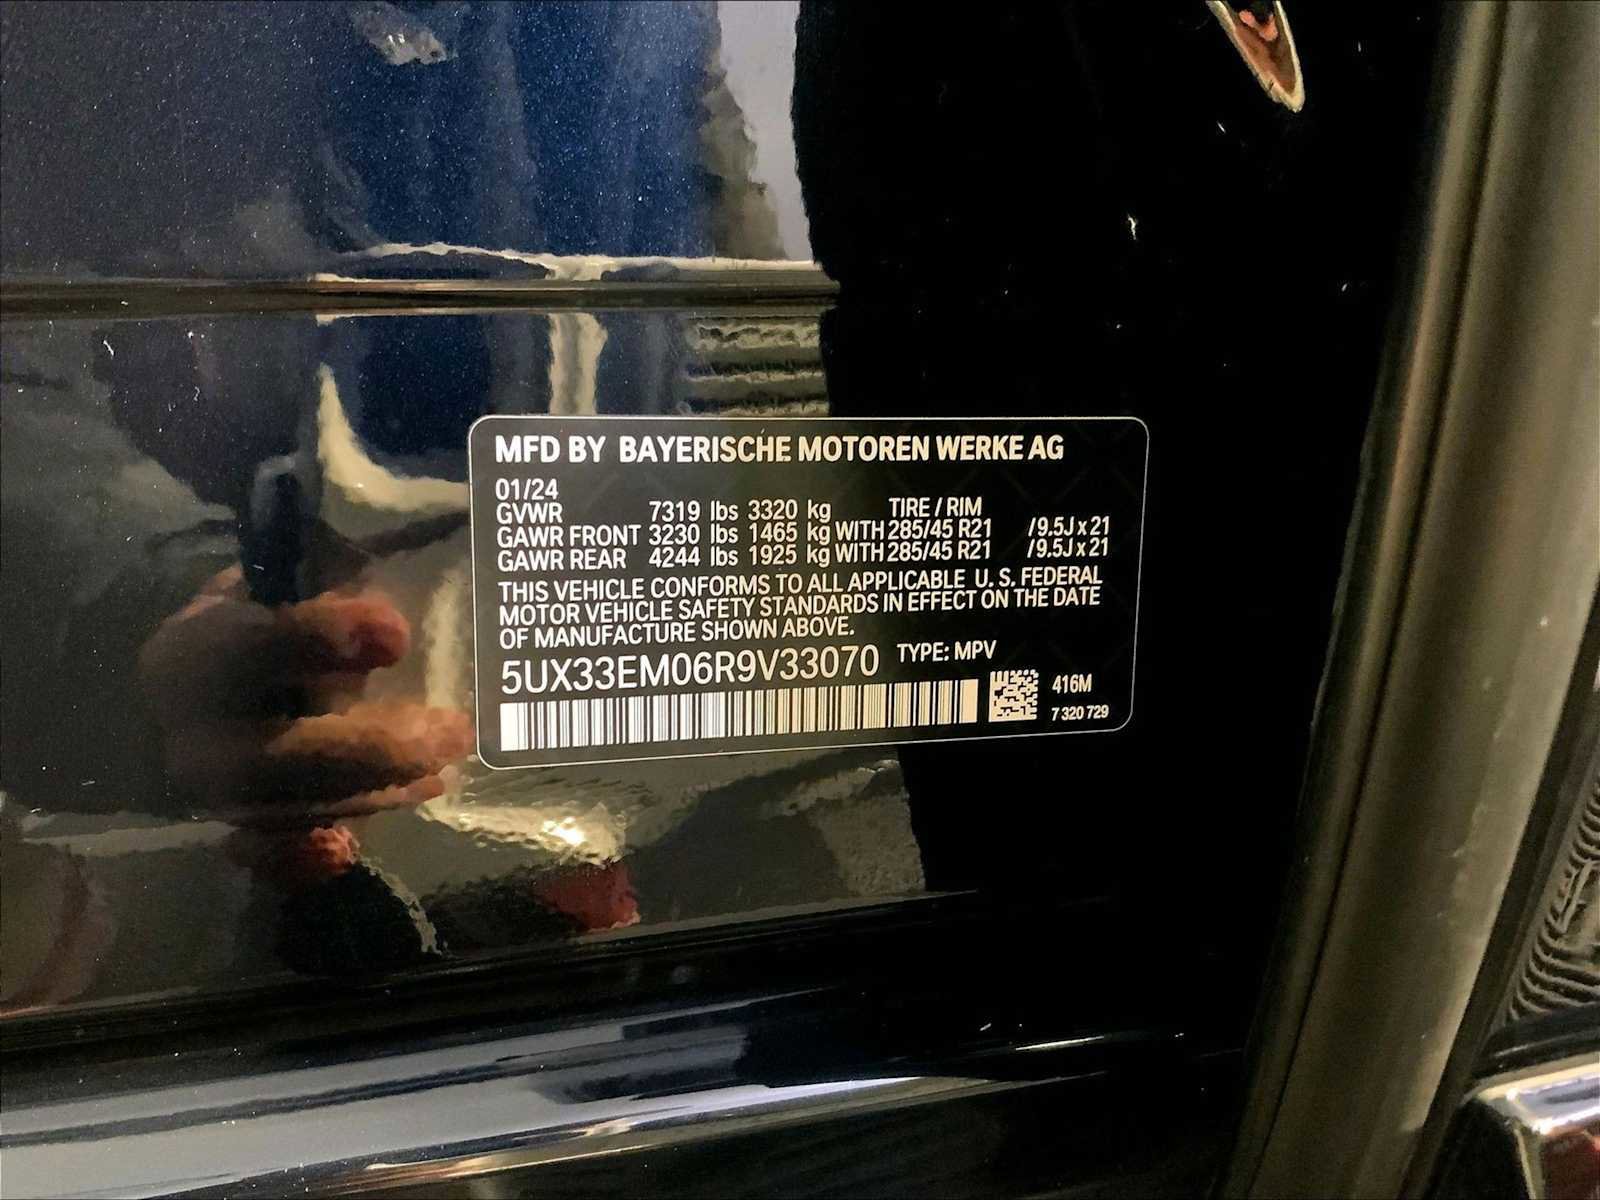 MFD BY BAYERISCHE MOTOREN WERKE AG
01/24
GVWR 7319 lbs 3320 kg TIRE / RIM
GAWR FRONT 3230 lbs 1465 kg WITH 285/45 R21 /9.5J x 21
GAWR REAR 4244 lbs 1925 kg WITH 285/45 R21 /9.5J x 21
THIS VEHICLE CONFORMS TO ALL APPLICABLE U. S. FEDERAL
MOTOR VEHICLE SAFETY STANDARDS IN EFFECT ON THE DATE
OF MANUFACTURE SHOWN ABOVE.
5UX33EM06R9V33070 TYPE: MPV
416M
7 320 729